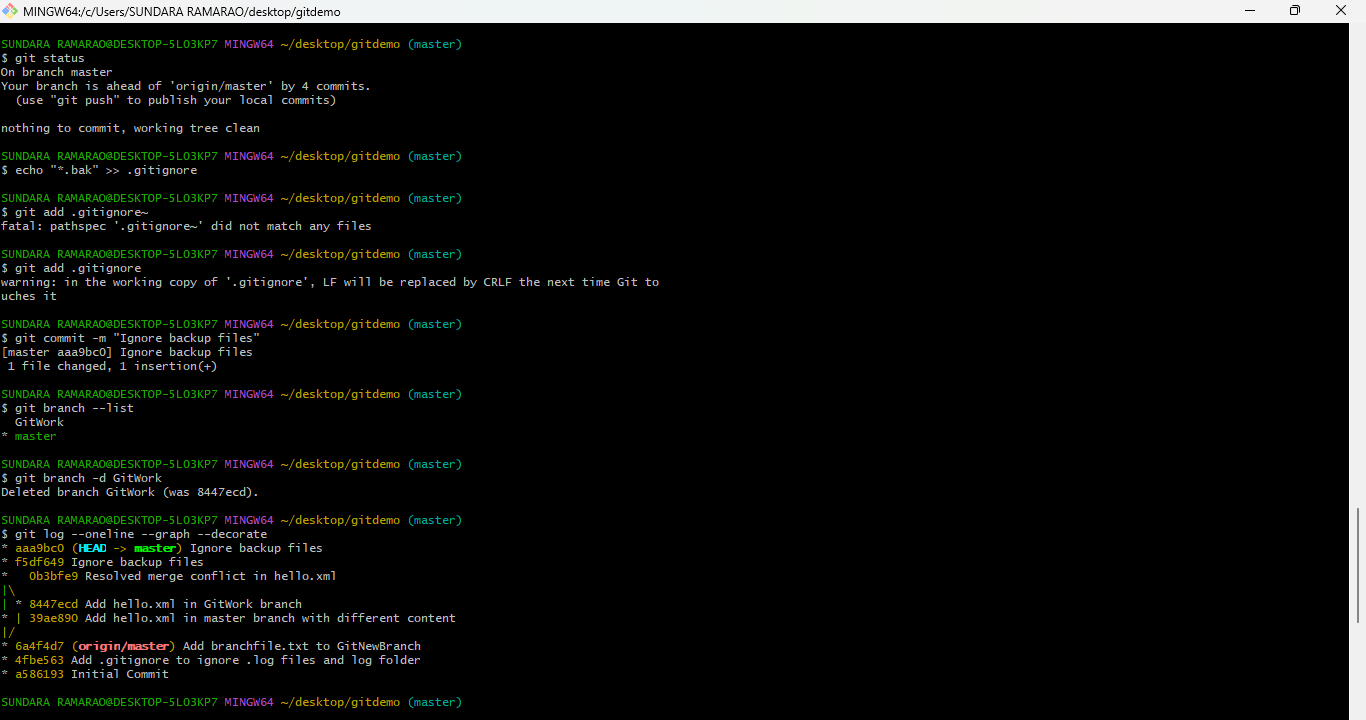 MINGW64:/c/Users/SUNDARA RAMARAO/desktop/gitdemo
SUNDARA RAMARAO@DESKTOP-5LO3KP7 MINGW64 ~/desktop/gitdemo (master)
$ git status
On branch master
Your branch is ahead of 'origin/master' by 4 commits.
  (use "git push" to publish your local commits)
nothing to commit, working tree clean
SUNDARA RAMARAO@DESKTOP-5LO3KP7 MINGW64 ~/desktop/gitdemo (master)
$ echo "*.bak" >> .gitignore
SUNDARA RAMARAO@DESKTOP-5LO3KP7 MINGW64 ~/desktop/gitdemo (master)
$ git add .gitignore~
fatal: pathspec '.gitignore~' did not match any files
SUNDARA RAMARAO@DESKTOP-5LO3KP7 MINGW64 ~/desktop/gitdemo (master)
$ git add .gitignore
warning: in the working copy of '.gitignore', LF will be replaced by CRLF the next time Git to
uches it
SUNDARA RAMARAO@DESKTOP-5LO3KP7 MINGW64 ~/desktop/gitdemo (master)
$ git commit -m "Ignore backup files"
[master aaa9bc0] Ignore backup files
 1 file changed, 1 insertion(+)
SUNDARA RAMARAO@DESKTOP-5LO3KP7 MINGW64 ~/desktop/gitdemo (master)
$ git branch --list
  GitWork
* master
SUNDARA RAMARAO@DESKTOP-5LO3KP7 MINGW64 ~/desktop/gitdemo (master)
$ git branch -d GitWork
Deleted branch GitWork (was 8447ecd).
SUNDARA RAMARAO@DESKTOP-5LO3KP7 MINGW64 ~/desktop/gitdemo (master)
$ git log --oneline --graph --decorate
* aaa9bc0 (HEAD -> master) Ignore backup files
* f5df649 Ignore backup files
*   0b3bfe9 Resolved merge conflict in hello.xml
|\
| * 8447ecd Add hello.xml in GitWork branch
* | 39ae890 Add hello.xml in master branch with different content
|/
* 6a4f4d7 (origin/master) Add branchfile.txt to GitNewBranch
* 4fbe563 Add .gitignore to ignore .log files and log folder
* a586193 Initial Commit
SUNDARA RAMARAO@DESKTOP-5LO3KP7 MINGW64 ~/desktop/gitdemo (master)